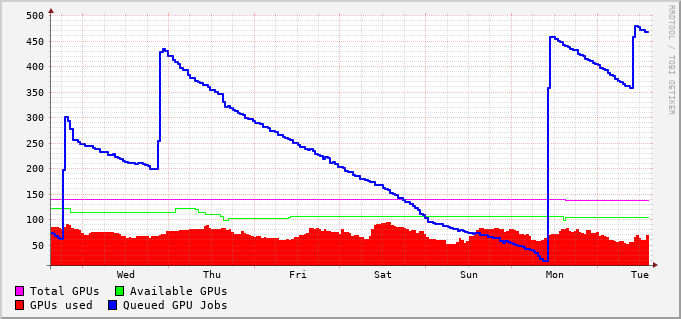 500
450
400
350
300
250
200
150
100
50
Wed Thu Fri Sat Sun Mon Tue
Total GPUs Available GPUs
GPUs used Queued GPU Jobs
RRDTOOL / TOBI OETIKER